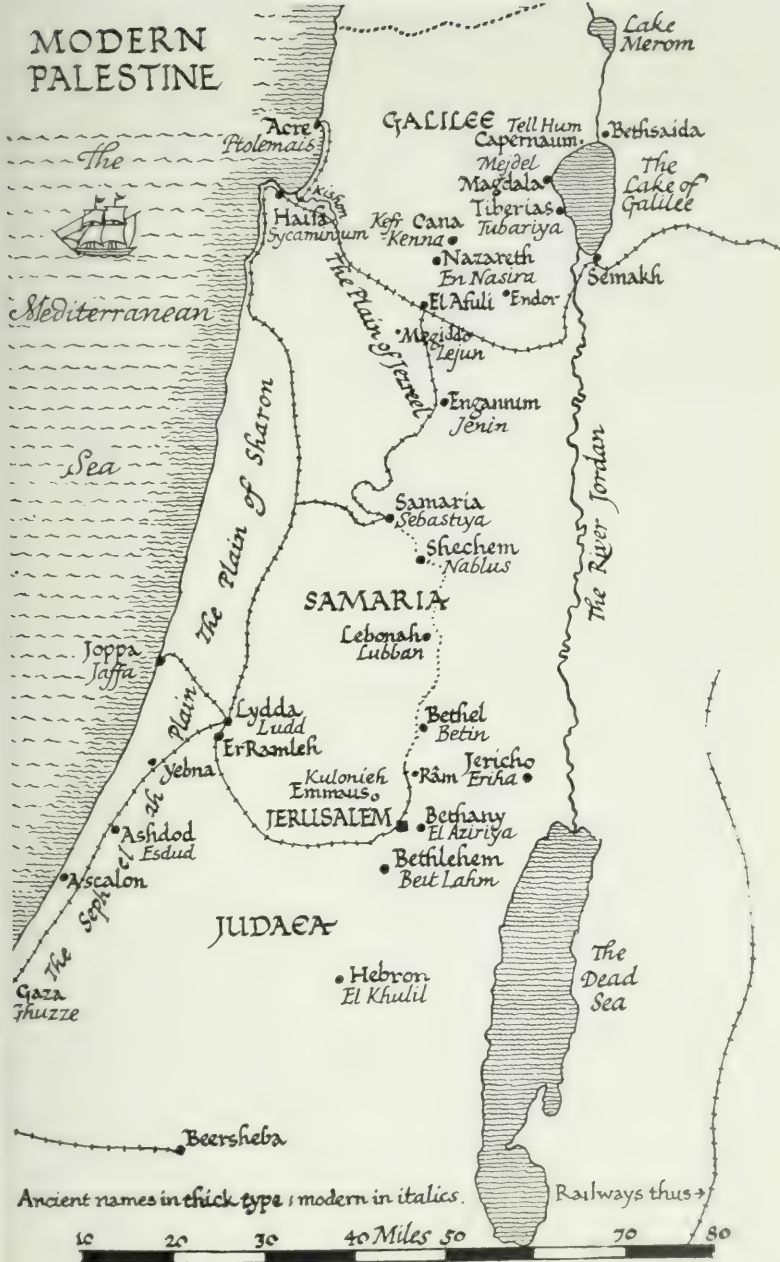 MODERN
PALESTINE
Lake
Merom
GALILEE
Acre
Ptolemais
The
Tell Hum
Capernaum
Bethsaida
Mejdel
Magdala
The
Lake of
Galilee
Tiberias
Tubariya
Kishon
Haifa
Sycaminium
Kefr Cana
Kenna
Nazareth
En Nasira
Semakh
Mediterranean
El Afuli
Endor
The Plain of Jezreel
Megiddo
Lejun
Engannum
Jenin
The Plain of Sharon
Sea
Samaria
Sebastiya
The River Jordan
Shechem
Nablus
SAMARIA
Lebonah
Lubban
Joppa
Jaffa
Lydda
Ludd
Er Ramleh
Bethel
Betin
Yebna
Kulonieh
Emmaus
Râm
Jericho
Eriha
JERUSALEM
Bethany
El Aziriya
Ashdod
Esdud
Bethlehem
Beit Lahm
Ascalon
The Sephelah Plain
JUDAEA
The
Dead
Sea
Hebron
El Khulil
Gaza
Ghuzze
Beersheba
Ancient names in thick type : modern in italics.
Railways thus→
10 20 30 40 Miles 50 70 80